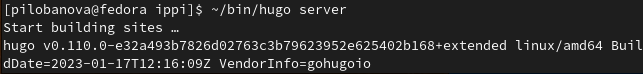 [pilobanova@fedora ippi]$ ~/bin/hugo server
Start building sites …
hugo v0.110.0-e32a493b7826d02763c3b79623952e625402b168+extended linux/amd64 Buil
dDate=2023-01-17T12:16:09Z VendorInfo=gohugoio